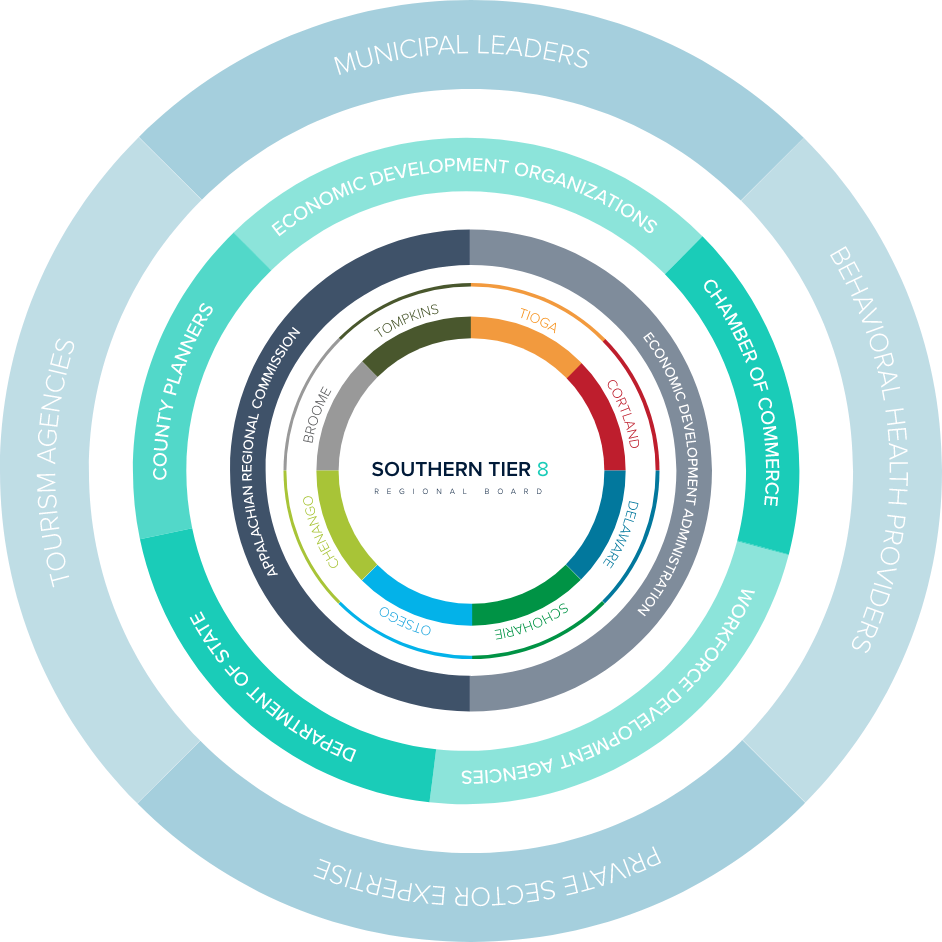 MUNICIPAL LEADERS
BEHAVIORAL HEALTH PROVIDERS
PRIVATE SECTOR EXPERTISE
TOURISM AGENCIES
ECONOMIC DEVELOPMENT ORGANIZATIONS
CHAMBER OF COMMERCE
WORKFORCE DEVELOPMENT AGENCIES
DEPARTMENT OF STATE
COUNTY PLANNERS
ECONOMIC DEVELOPMENT ADMINISTRATION
APPALACHIAN REGIONAL COMMISSION
TIOGA
CORTLAND
DELAWARE
SCHOHARIE
OTSEGO
CHENANGO
BROOME
TOMPKINS
SOUTHERN TIER 8
REGIONAL BOARD